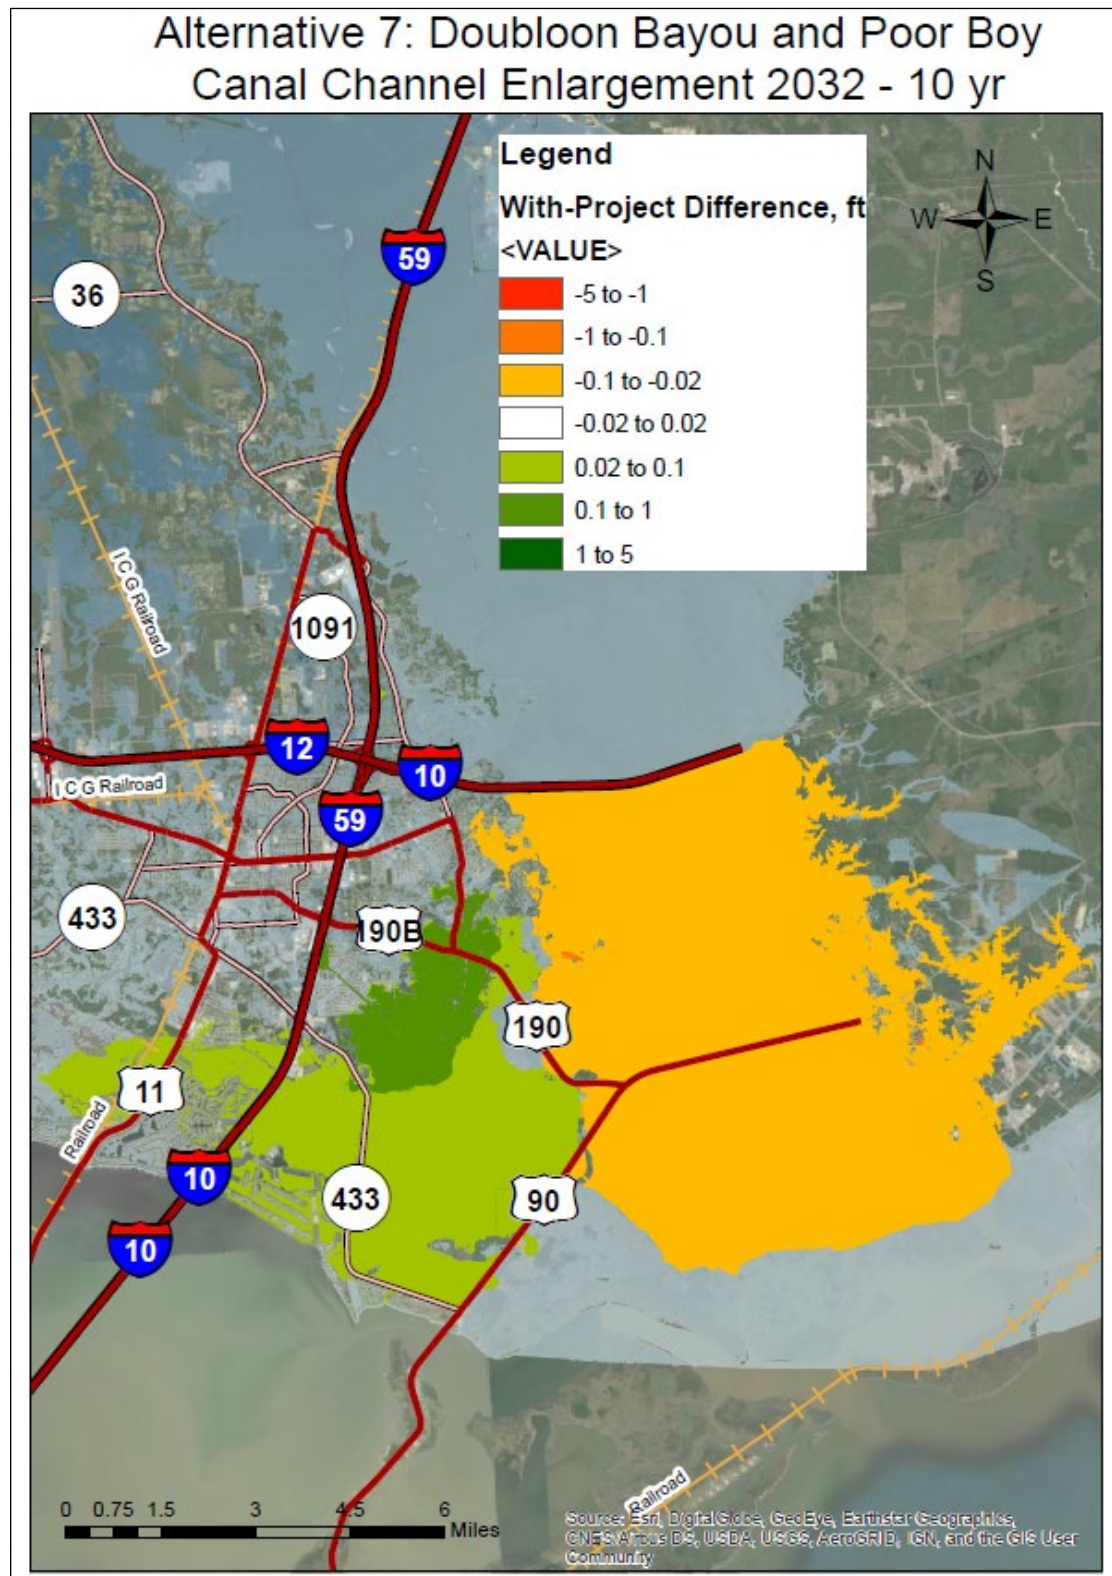 Alternative 7: Doubloon Bayou and Poor Boy
Canal Channel Enlargement 2032 - 10 yr
Legend
With-Project Difference, ft
<VALUE>
-5 to -1
-1 to -0.1
-0.1 to -0.02
-0.02 to 0.02
0.02 to 0.1
0.1 to 1
1 to 5
N
W E
S
59
36
I C G Railroad
1091
12
10
I C G Railroad
59
433
190B
190
11
Railroad
10
433
90
10
Railroad
0 0.75 1.5 3 4.5 6
Miles
Source: Esri, DigitalGlobe, GeoEye, Earthstar Geographics,
CNES/Airbus DS, USDA, USGS, AeroGRID, IGN, and the GIS User
Community